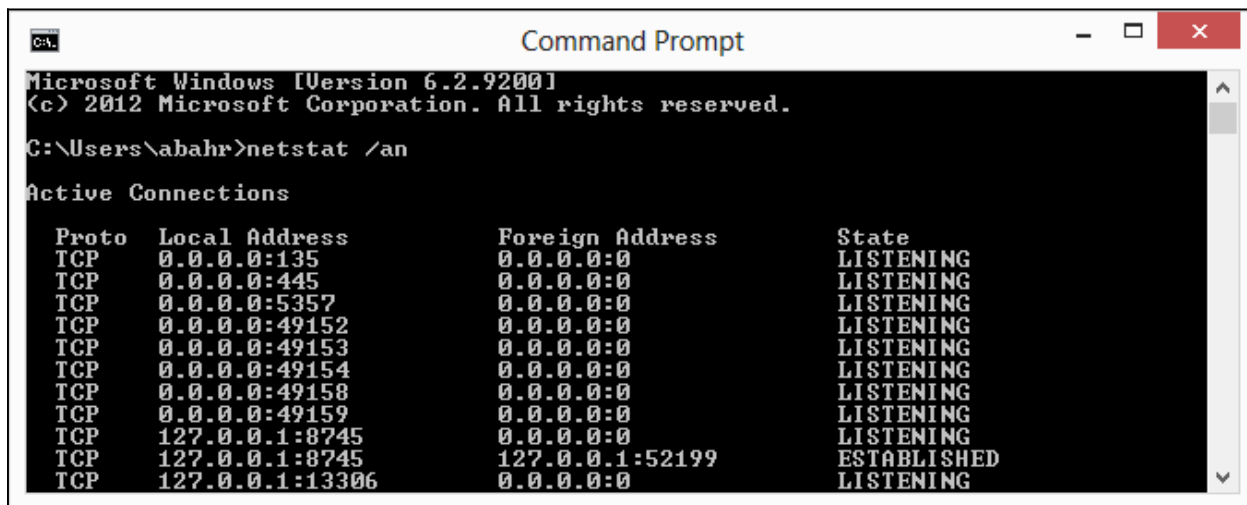 C:\.
Command Prompt
Microsoft Windows [Version 6.2.9200]
(c) 2012 Microsoft Corporation. All rights reserved.
C:\Users\abahr>netstat /an
Active Connections
Proto Local Address Foreign Address State
TCP 0.0.0.0:135 0.0.0.0:0 LISTENING
TCP 0.0.0.0:445 0.0.0.0:0 LISTENING
TCP 0.0.0.0:5357 0.0.0.0:0 LISTENING
TCP 0.0.0.0:49152 0.0.0.0:0 LISTENING
TCP 0.0.0.0:49153 0.0.0.0:0 LISTENING
TCP 0.0.0.0:49154 0.0.0.0:0 LISTENING
TCP 0.0.0.0:49158 0.0.0.0:0 LISTENING
TCP 0.0.0.0:49159 0.0.0.0:0 LISTENING
TCP 127.0.0.1:8745 0.0.0.0:0 LISTENING
TCP 127.0.0.1:8745 127.0.0.1:52199 ESTABLISHED
TCP 127.0.0.1:13306 0.0.0.0:0 LISTENING